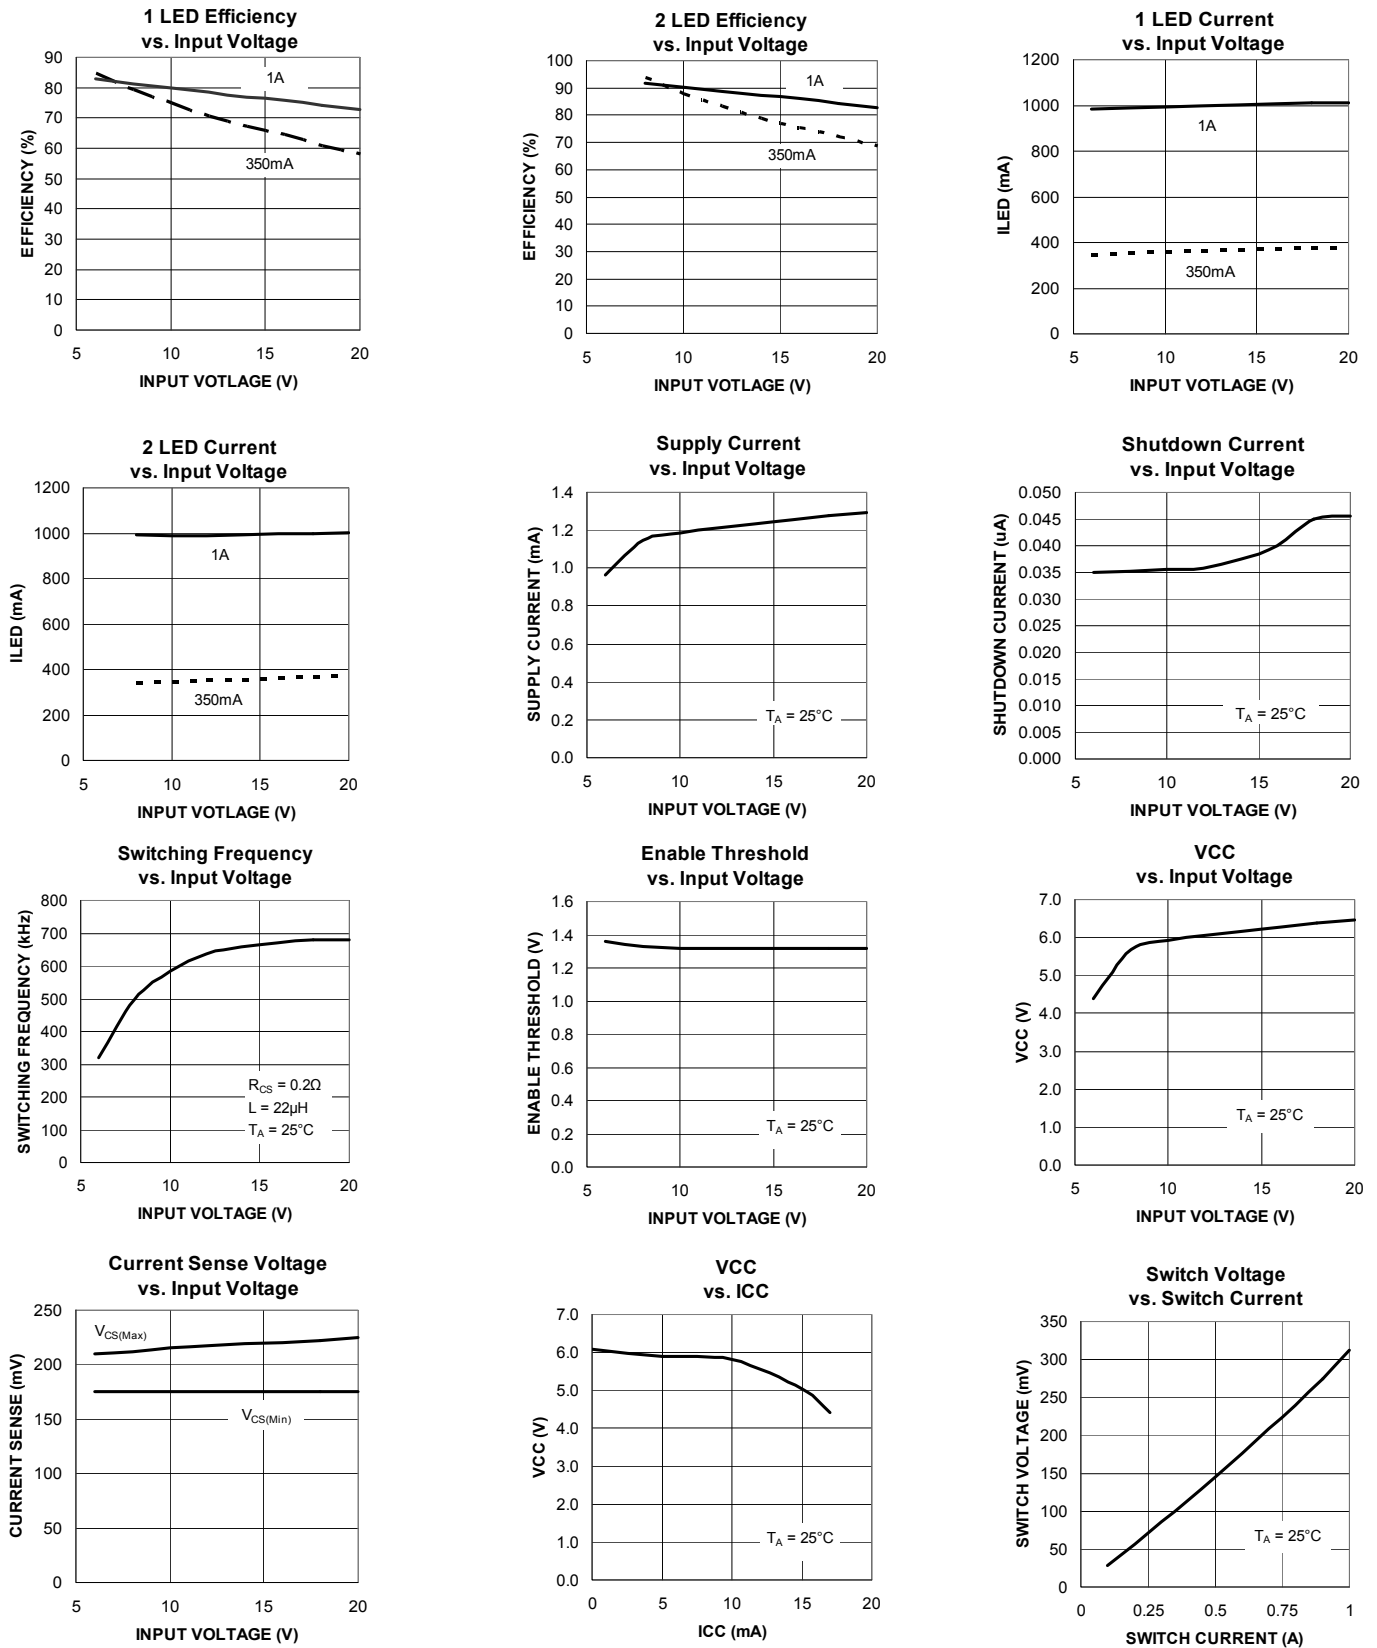 1 LED Efficiency
vs. Input Voltage
90
80
70
60
50
40
30
20
10
0
EFFICIENCY (%)
1A
350mA
5 10 15 20
INPUT VOTLAGE (V)
2 LED Efficiency
vs. Input Voltage
100
90
80
70
60
50
40
30
20
10
0
EFFICIENCY (%)
1A
350mA
5 10 15 20
INPUT VOTLAGE (V)
1 LED Current
vs. Input Voltage
1200
1000
800
600
400
200
0
ILED (mA)
1A
350mA
5 10 15 20
INPUT VOTLAGE (V)
2 LED Current
vs. Input Voltage
1200
1000
800
600
400
200
0
ILED (mA)
1A
350mA
5 10 15 20
INPUT VOTLAGE (V)
Supply Current
vs. Input Voltage
1.4
1.2
1.0
0.8
0.6
0.4
0.2
0.0
SUPPLY CURRENT (mA)
TA = 25°C
5 10 15 20
INPUT VOLTAGE (V)
Shutdown Current
vs. Input Voltage
0.050
0.045
0.040
0.035
0.030
0.025
0.020
0.015
0.010
0.005
0.000
SHUTDOWN CURRENT (uA)
TA = 25°C
5 10 15 20
INPUT VOLTAGE (V)
Switching Frequency
vs. Input Voltage
800
700
600
500
400
300
200
100
0
SWITCHING FREQUENCY (kHz)
RCS = 0.2Ω
L = 22µH
TA = 25°C
5 10 15 20
INPUT VOLTAGE (V)
Enable Threshold
vs. Input Voltage
1.6
1.4
1.2
1.0
0.8
0.6
0.4
0.2
0.0
ENABLE THRESHOLD (V)
TA = 25°C
5 10 15 20
INPUT VOLTAGE (V)
VCC
vs. Input Voltage
7.0
6.0
5.0
4.0
3.0
2.0
1.0
0.0
VCC (V)
TA = 25°C
5 10 15 20
INPUT VOLTAGE (V)
Current Sense Voltage
vs. Input Voltage
250
200
150
100
50
0
CURRENT SENSE (mV)
VCS(Max)
VCS(Min)
5 10 15 20
INPUT VOLTAGE (V)
VCC
vs. ICC
7.0
6.0
5.0
4.0
3.0
2.0
1.0
0.0
VCC (V)
TA = 25°C
0 5 10 15 20
ICC (mA)
Switch Voltage
vs. Switch Current
350
300
250
200
150
100
50
0
SWITCH VOLTAGE (mV)
TA = 25°C
0 0.25 0.5 0.75 1
SWITCH CURRENT (A)